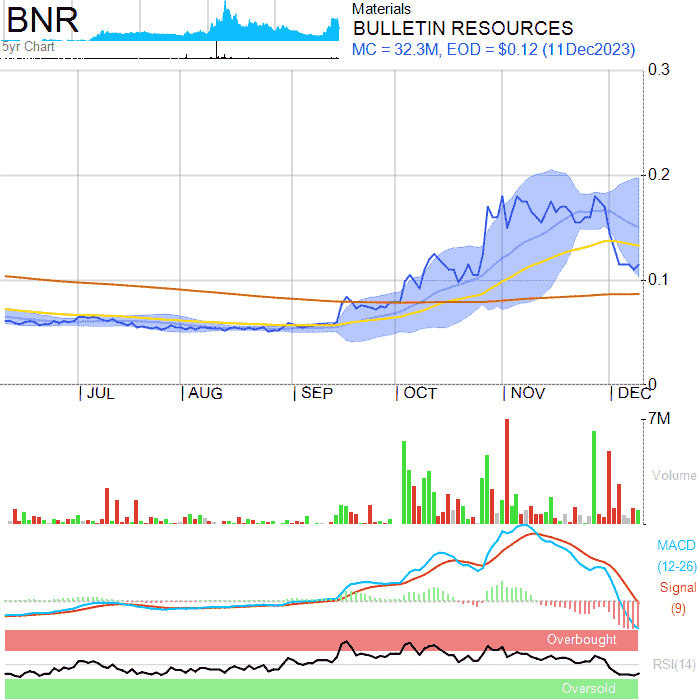 BNR
5yr Chart
Materials
BULLETIN RESOURCES
MC = 32.3M, EOD = $0.12 (11Dec2023)
0.3
0.2
0.1
0
JUL AUG SEP OCT NOV DEC
7M
Volume
MACD
(12-26)
Signal
(9)
Overbought
RSI(14)
Oversold